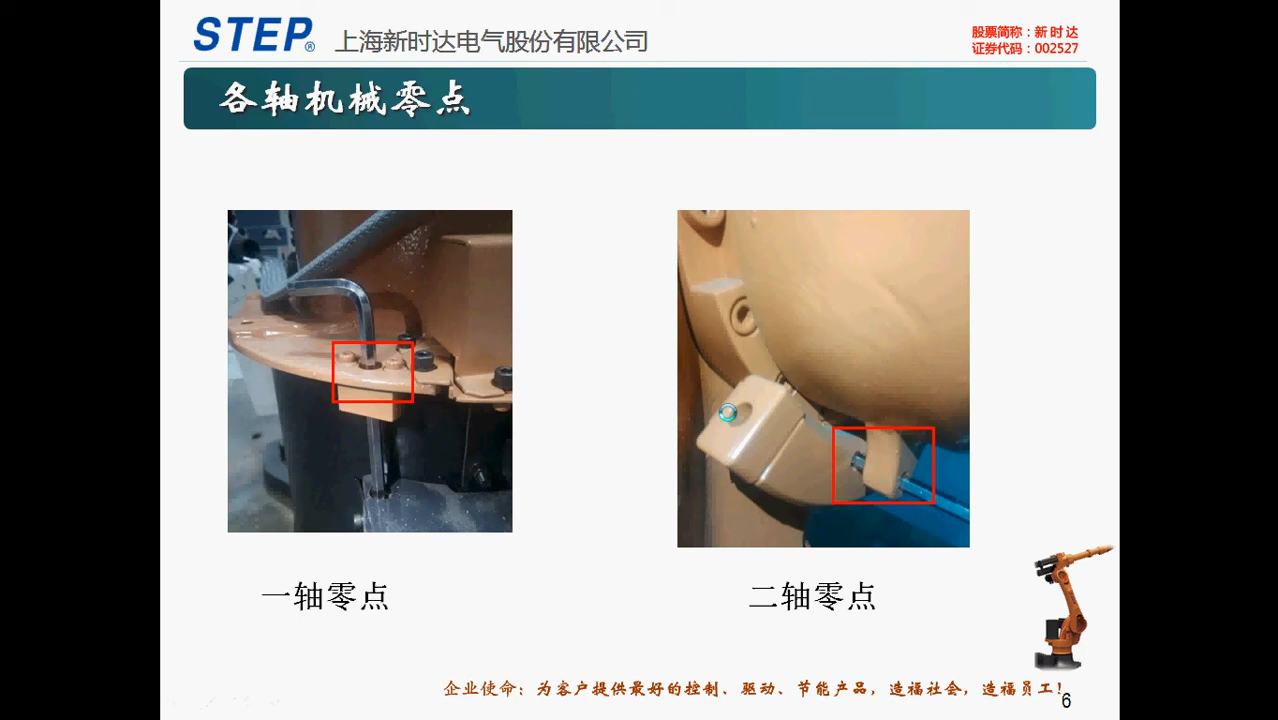 STEP® 上海新时达电气股份有限公司
股票简称：新时达
证券代码：002527
各轴机械零点
一轴零点
二轴零点
企业使命：为客户提供最好的控制、驱动、节能产品，造福社会，造福员工！
6